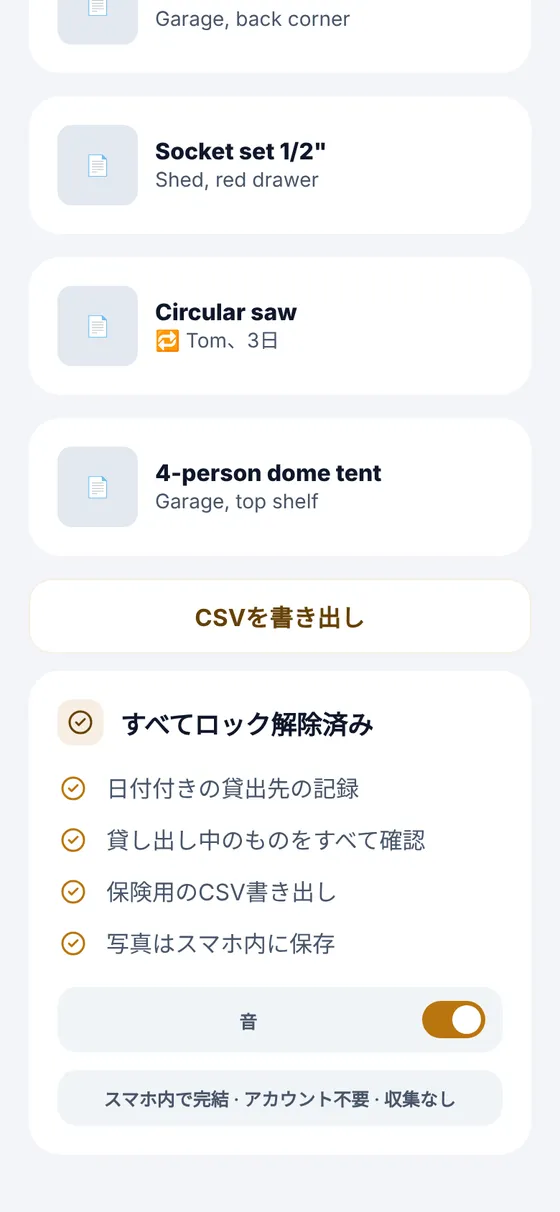 Garage, back corner
Socket set 1/2"
Shed, red drawer
Circular saw
🔁 Tom、3日
4-person dome tent
Garage, top shelf
CSVを書き出し
すべてロック解除済み
日付付きの貸出先の記録
貸し出し中のものをすべて確認
保険用のCSV書き出し
写真はスマホ内に保存
音
スマホ内で完結 · アカウント不要 · 収集なし